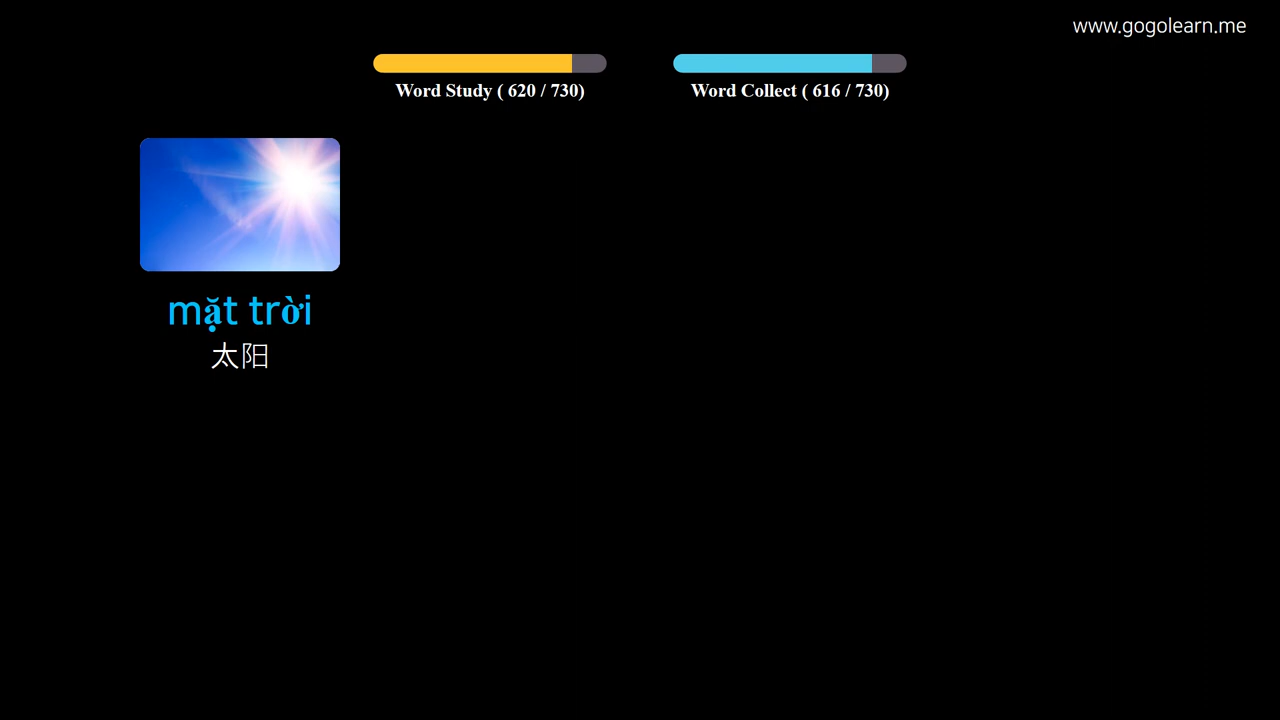 www.gogolearn.me
Word Study ( 620 / 730)
Word Collect ( 616 / 730)
mặt trời
太阳